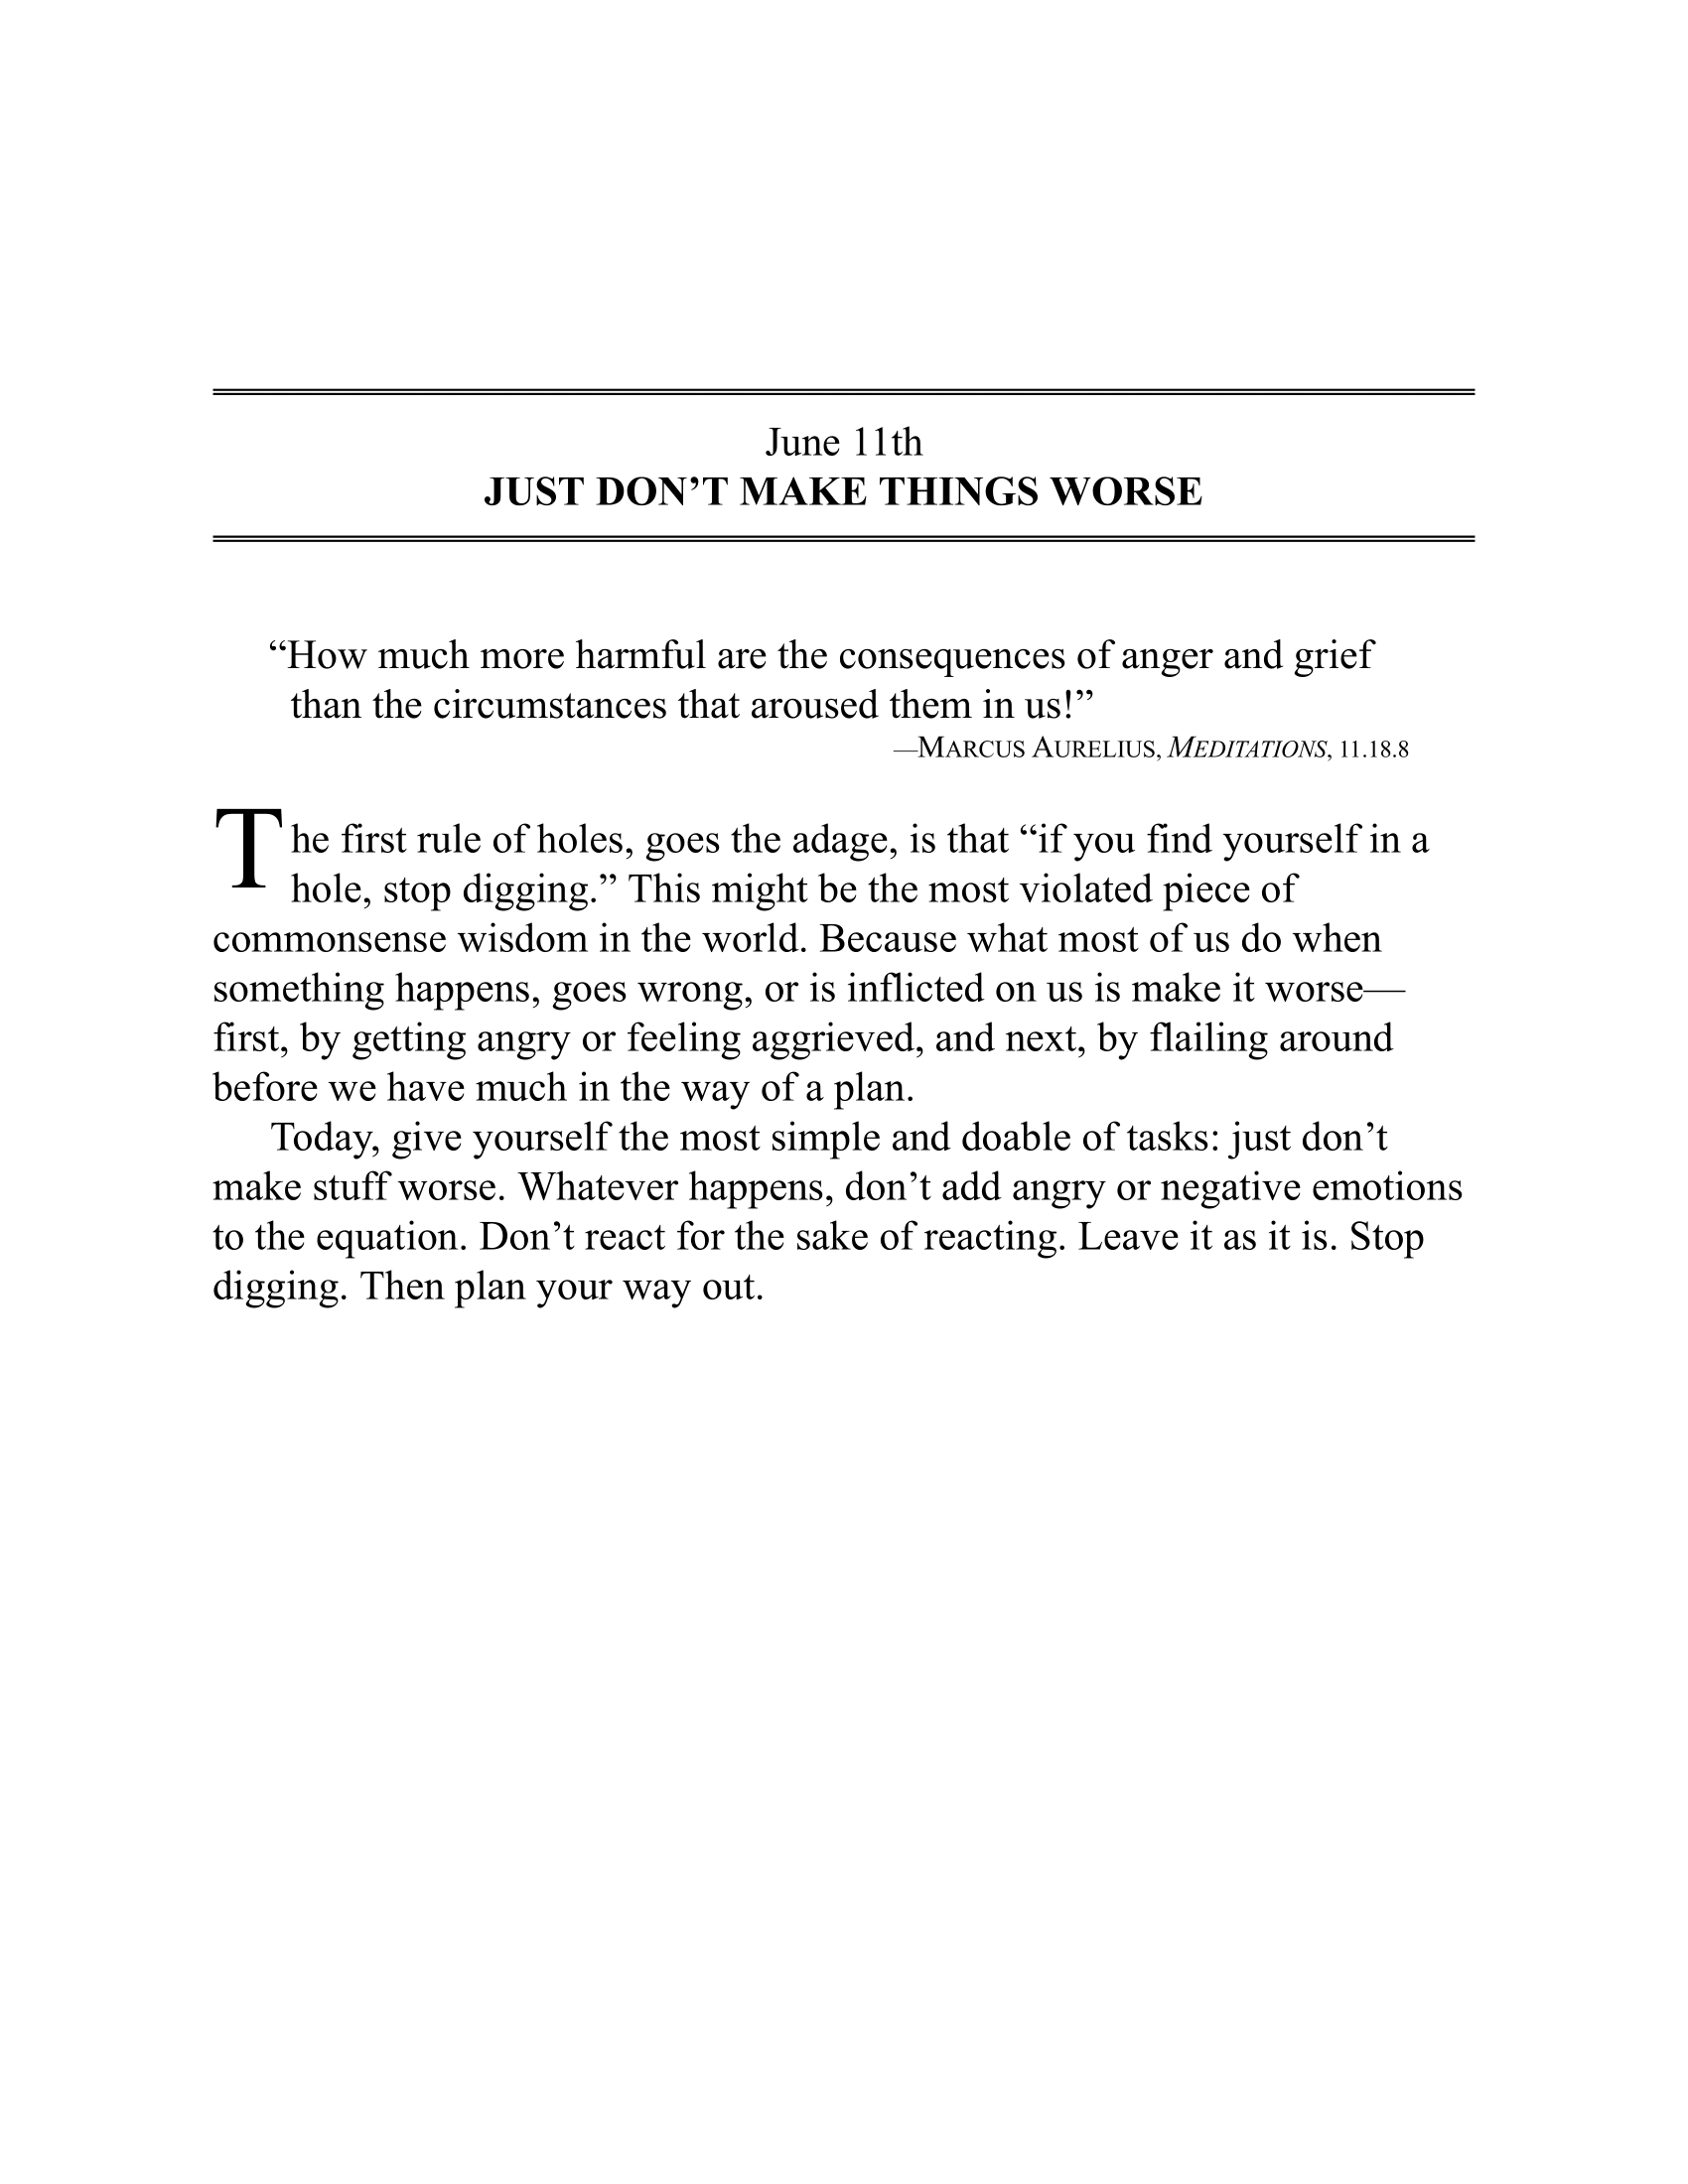 June 11th
JUST DON’T MAKE THINGS WORSE
“How much more harmful are the consequences of anger and grief
than the circumstances that aroused them in us!”
—MARCUS AURELIUS, MEDITATIONS, 11.18.8
The first rule of holes, goes the adage, is that “if you find yourself in a
hole, stop digging.” This might be the most violated piece of
commonsense wisdom in the world. Because what most of us do when
something happens, goes wrong, or is inflicted on us is make it worse—
first, by getting angry or feeling aggrieved, and next, by flailing around
before we have much in the way of a plan.
Today, give yourself the most simple and doable of tasks: just don’t
make stuff worse. Whatever happens, don’t add angry or negative emotions
to the equation. Don’t react for the sake of reacting. Leave it as it is. Stop
digging. Then plan your way out.